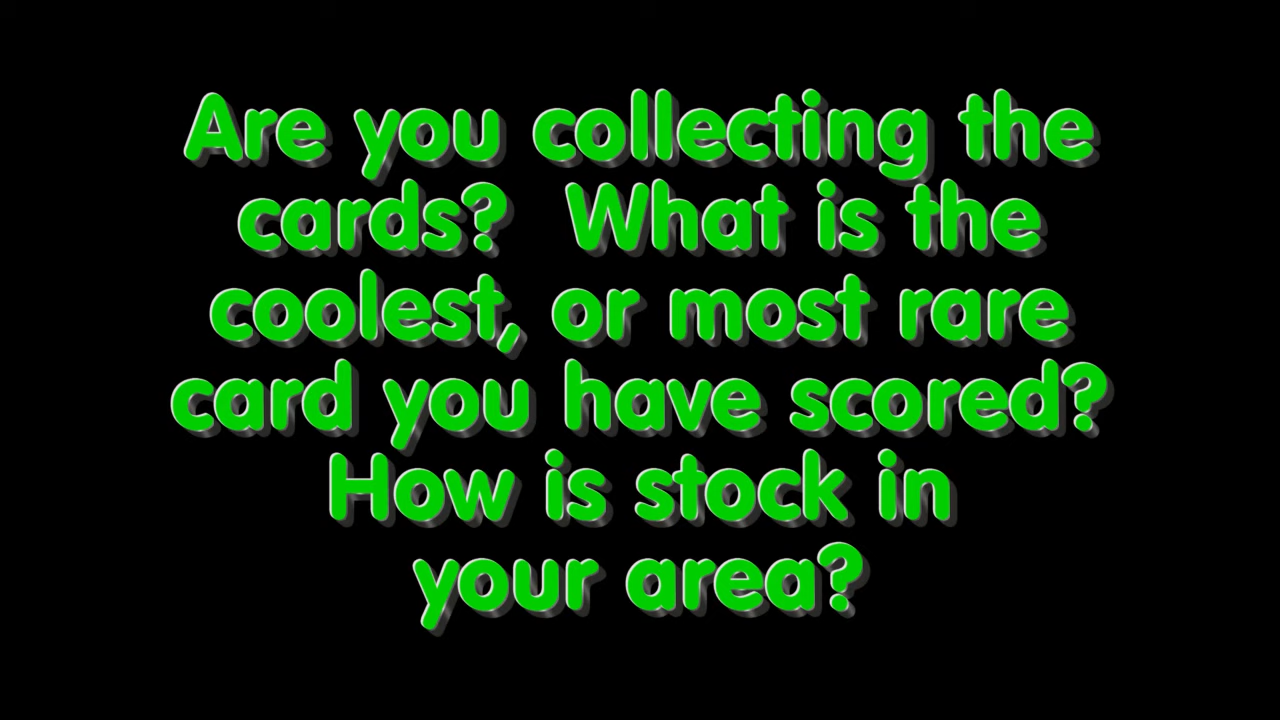 Are you collecting the
cards?  What is the
coolest, or most rare
card you have scored?
How is stock in
your area?